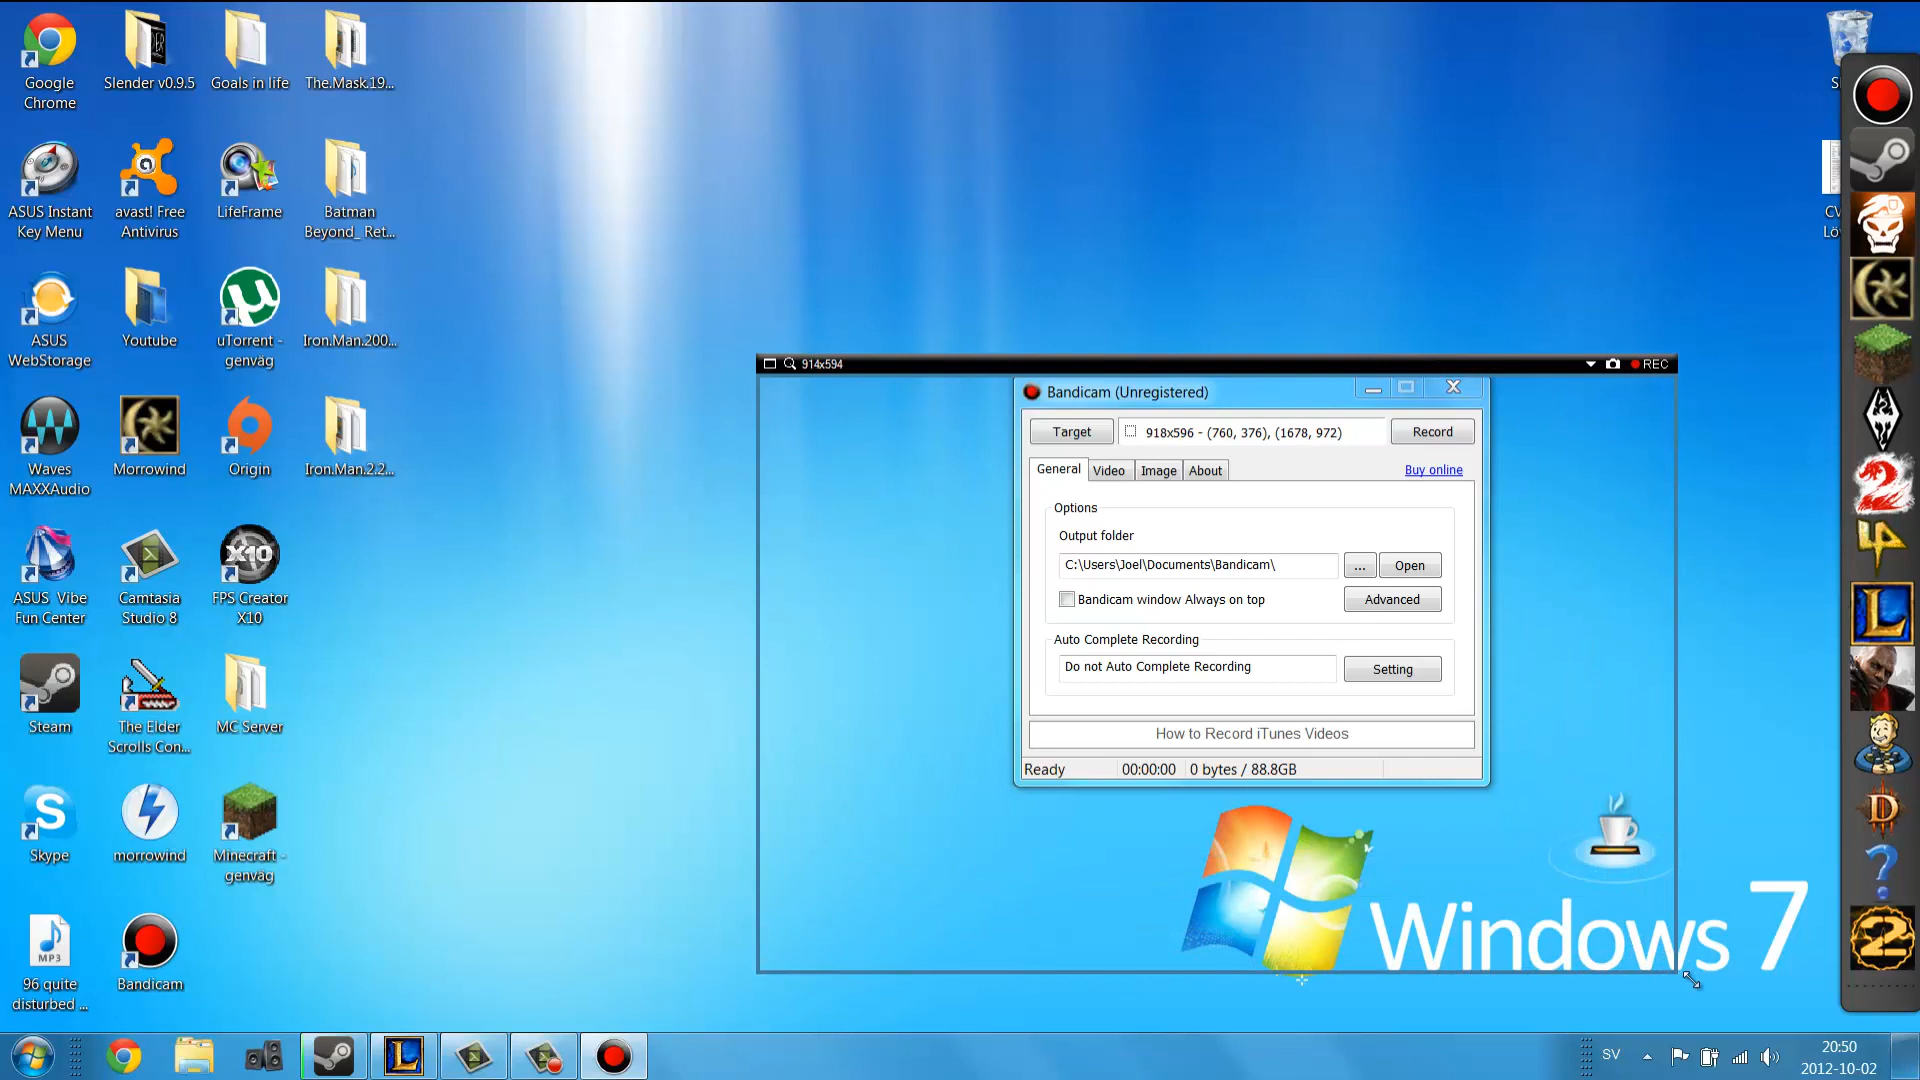 Google
Chrome
Slender v0.9.5
Goals in life
The.Mask.19...
ASUS Instant
Key Menu
avast! Free
Antivirus
LifeFrame
Batman
Beyond_ Ret...
ASUS
WebStorage
Youtube
uTorrent -
genväg
Iron.Man.200...
Waves
MAXXAudio
Morrowind
Origin
Iron.Man.2.2...
ASUS Vibe
Fun Center
Camtasia
Studio 8
X10
FPS Creator
X10
Steam
The Elder
Scrolls Con...
MC Server
Skype
morrowind
Minecraft -
genväg
MP3
96 quite
disturbed ...
Bandicam
914x594
REC
Bandicam (Unregistered)
Target
918x596 - (760, 376), (1678, 972)
Record
General
Video
Image
About
Buy online
Options
Output folder
C:\Users\Joel\Documents\Bandicam\
...
Open
Bandicam window Always on top
Advanced
Auto Complete Recording
Do not Auto Complete Recording
Setting
How to Record iTunes Videos
Ready
00:00:00
0 bytes / 88.8GB
Windows 7
SV
20:50
2012-10-02